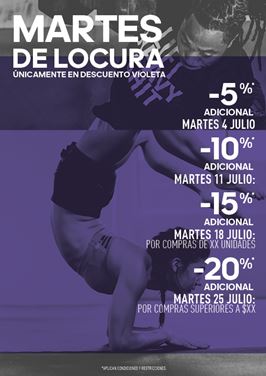 MARTES
DE LOCURA
ÚNICAMENTE EN DESCUENTO VIOLETA
-5%*
ADICIONAL
MARTES 4 JULIO
-10%*
ADICIONAL
MARTES 11 JULIO:
-15%*
ADICIONAL
MARTES 18 JULIO:
POR COMPRAS DE XX UNIDADES
-20%*
ADICIONAL
MARTES 25 JULIO:
POR COMPRAS SUPERIORES A $XX
*APLICAN CONDICIONES Y RESTRICCIONES